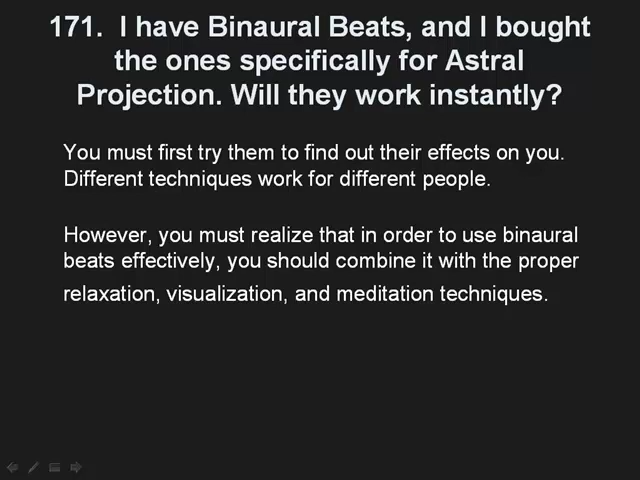 171.  I have Binaural Beats, and I bought
the ones specifically for Astral
Projection. Will they work instantly?
You must first try them to find out their effects on you.
Different techniques work for different people.
However, you must realize that in order to use binaural
beats effectively, you should combine it with the proper
relaxation, visualization, and meditation techniques.